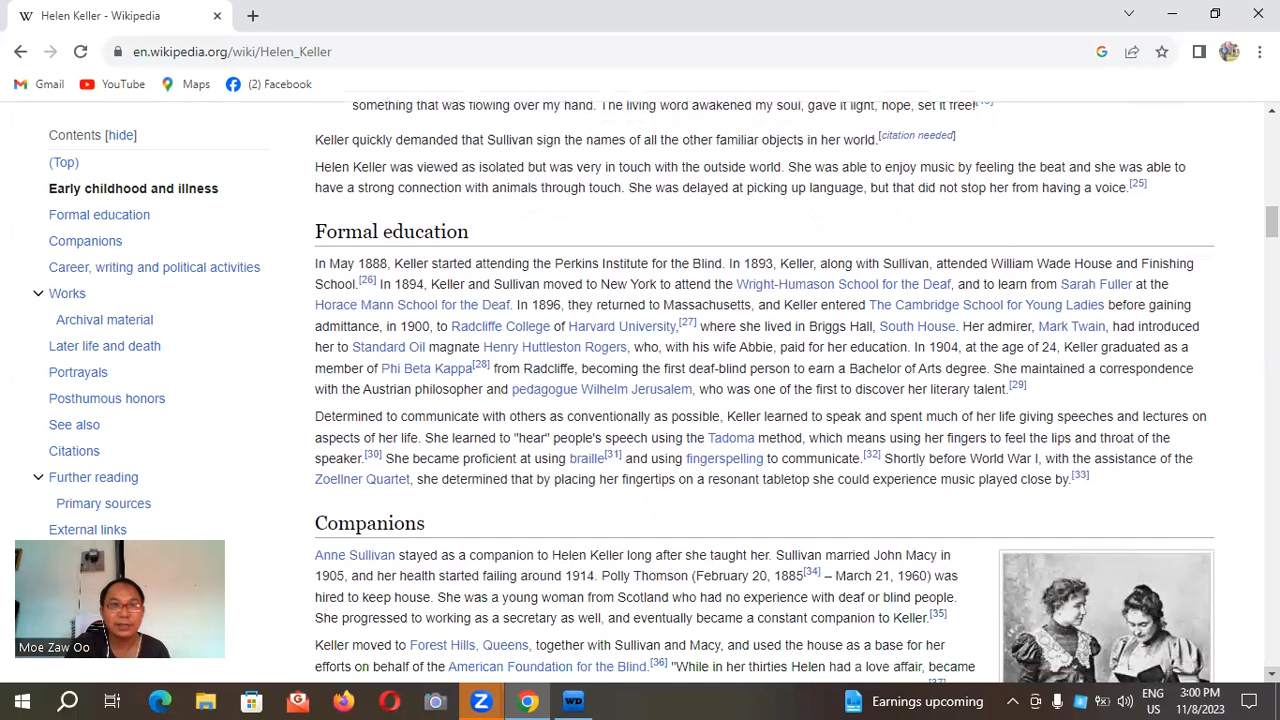 Helen Keller - Wikipedia
en.wikipedia.org/wiki/Helen_Keller
Gmail YouTube Maps (2) Facebook
Contents [hide]
(Top)
Early childhood and illness
Formal education
Companions
Career, writing and political activities
Works
Archival material
Later life and death
Portrayals
Posthumous honors
See also
Citations
Further reading
Primary sources
External links
something that was flowing over my hand. The living word awakened my soul, gave it light, hope, set it free!
Keller quickly demanded that Sullivan sign the names of all the other familiar objects in her world.[citation needed]
Helen Keller was viewed as isolated but was very in touch with the outside world. She was able to enjoy music by feeling the beat and she was able to
have a strong connection with animals through touch. She was delayed at picking up language, but that did not stop her from having a voice.[25]
Formal education
In May 1888, Keller started attending the Perkins Institute for the Blind. In 1893, Keller, along with Sullivan, attended William Wade House and Finishing
School.[26] In 1894, Keller and Sullivan moved to New York to attend the Wright-Humason School for the Deaf, and to learn from Sarah Fuller at the
Horace Mann School for the Deaf. In 1896, they returned to Massachusetts, and Keller entered The Cambridge School for Young Ladies before gaining
admittance, in 1900, to Radcliffe College of Harvard University,[27] where she lived in Briggs Hall, South House. Her admirer, Mark Twain, had introduced
her to Standard Oil magnate Henry Huttleston Rogers, who, with his wife Abbie, paid for her education. In 1904, at the age of 24, Keller graduated as a
member of Phi Beta Kappa[28] from Radcliffe, becoming the first deaf-blind person to earn a Bachelor of Arts degree. She maintained a correspondence
with the Austrian philosopher and pedagogue Wilhelm Jerusalem, who was one of the first to discover her literary talent.[29]
Determined to communicate with others as conventionally as possible, Keller learned to speak and spent much of her life giving speeches and lectures on
aspects of her life. She learned to "hear" people's speech using the Tadoma method, which means using her fingers to feel the lips and throat of the
speaker.[30] She became proficient at using braille[31] and using fingerspelling to communicate.[32] Shortly before World War I, with the assistance of the
Zoellner Quartet, she determined that by placing her fingertips on a resonant tabletop she could experience music played close by.[33]
Companions
Anne Sullivan stayed as a companion to Helen Keller long after she taught her. Sullivan married John Macy in
1905, and her health started failing around 1914. Polly Thomson (February 20, 1885[34] – March 21, 1960) was
hired to keep house. She was a young woman from Scotland who had no experience with deaf or blind people.
She progressed to working as a secretary as well, and eventually became a constant companion to Keller.[35]
Keller moved to Forest Hills, Queens, together with Sullivan and Macy, and used the house as a base for her
efforts on behalf of the American Foundation for the Blind.[36] "While in her thirties Helen had a love affair, became
Moe Zaw Oo
Earnings upcoming
ENG
US
3:00 PM
11/8/2023